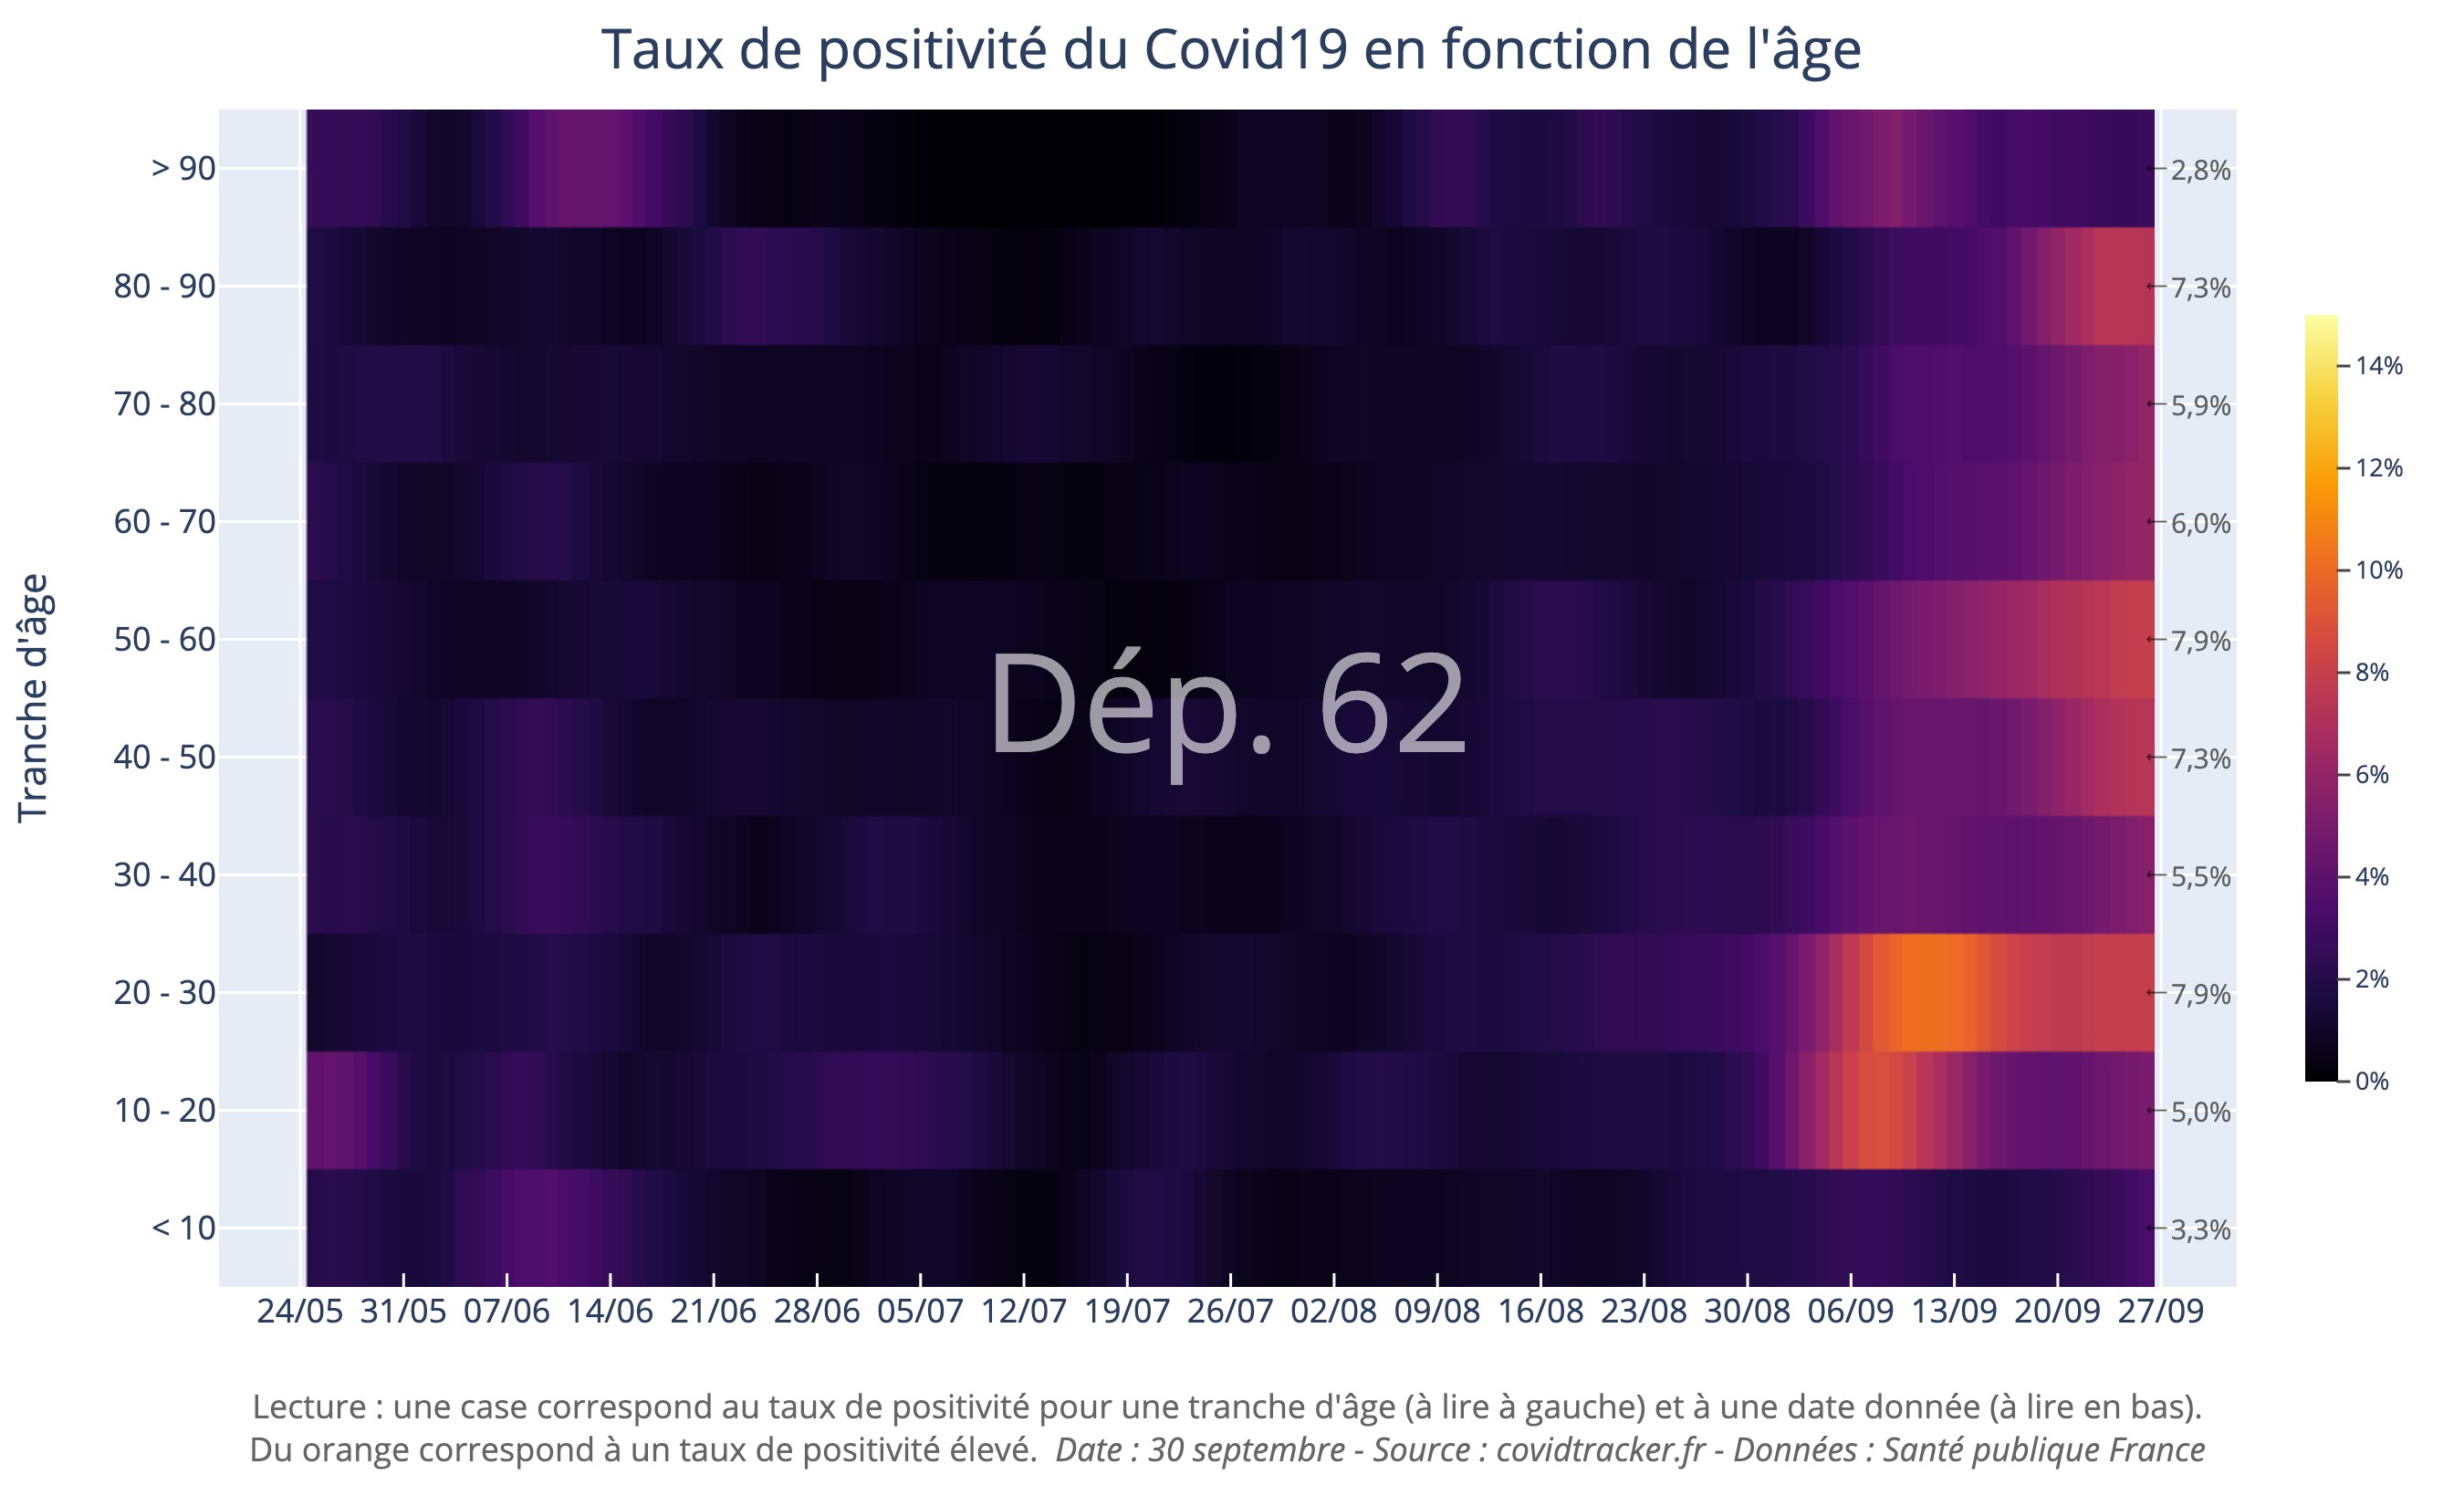 Taux de positivité du Covid19 en fonction de l'âge
Tranche d'âge
> 90
80 - 90
70 - 80
60 - 70
50 - 60
40 - 50
30 - 40
20 - 30
10 - 20
< 10
Dép. 62
2,8%
7,3%
5,9%
6,0%
7,9%
7,3%
5,5%
7,9%
5,0%
3,3%
14%
12%
10%
8%
6%
4%
2%
0%
24/05 31/05 07/06 14/06 21/06 28/06 05/07 12/07 19/07 26/07 02/08 09/08 16/08 23/08 30/08 06/09 13/09 20/09 27/09
Lecture : une case correspond au taux de positivité pour une tranche d'âge (à lire à gauche) et à une date donnée (à lire en bas).
Du orange correspond à un taux de positivité élevé. Date : 30 septembre - Source : covidtracker.fr - Données : Santé publique France